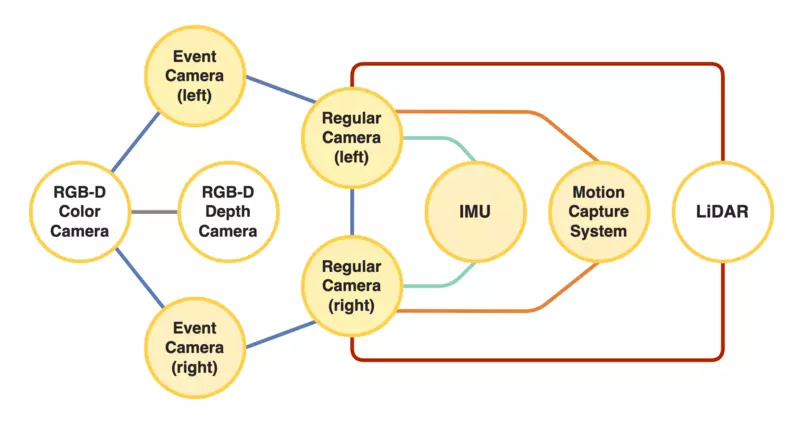 Event
Camera
(left)
Regular
Camera
(left)
RGB-D
Color
Camera
RGB-D
Depth
Camera
IMU
Motion
Capture
System
LiDAR
Regular
Camera
(right)
Event
Camera
(right)